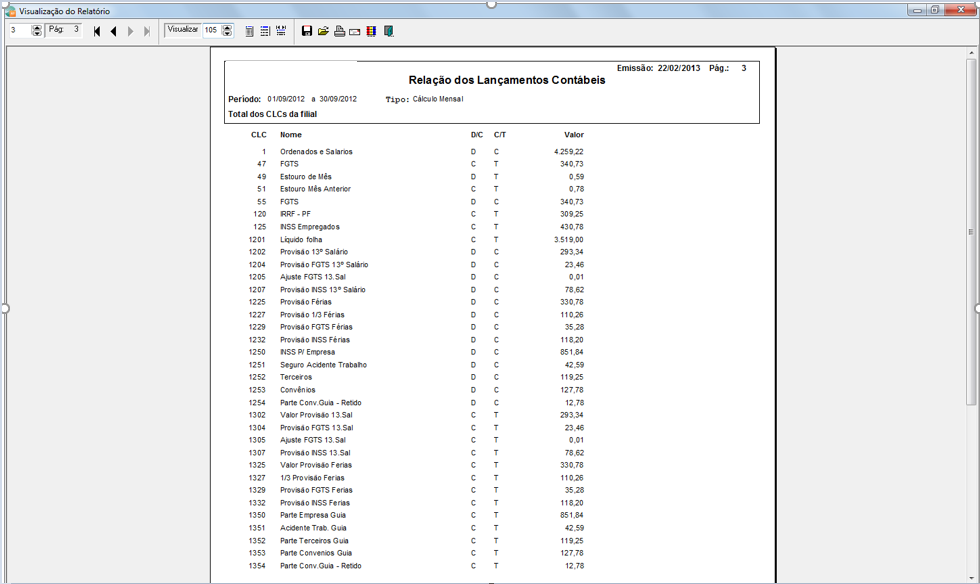 Visualização do Relatório
3 Pág: 3 Visualizar 105
Emissão: 22/02/2013 Pág.: 3
Relação dos Lançamentos Contábeis
Período: 01/09/2012 a 30/09/2012 Tipo: Cálculo Mensal
Total dos CLCs da filial
CLC Nome D/C C/T Valor
1 Ordenados e Salarios D C 4.259,22
47 FGTS C T 340,73
49 Estouro de Mês D T 0,59
51 Estouro Mês Anterior C T 0,78
55 FGTS D C 340,73
120 IRRF - PF C T 309,25
125 INSS Empregados C T 430,78
1201 Líquido folha C T 3.519,00
1202 Provisão 13º Salário D C 293,34
1204 Provisão FGTS 13º Salário D C 23,46
1205 Ajuste FGTS 13.Sal D C 0,01
1207 Provisão INSS 13º Salário D C 78,62
1225 Provisão Férias D C 330,78
1227 Provisão 1/3 Férias D C 110,26
1229 Provisão FGTS Férias D C 35,28
1232 Provisão INSS Férias D C 118,20
1250 INSS P/ Empresa D C 851,84
1251 Seguro Acidente Trabalho D C 42,59
1252 Terceiros D C 119,25
1253 Convênios D C 127,78
1254 Parte Conv.Guia - Retido D C 12,78
1302 Valor Provisão 13.Sal C T 293,34
1304 Provisão FGTS 13.Sal C T 23,46
1305 Ajuste FGTS 13.Sal C T 0,01
1307 Provisão INSS 13.Sal C T 78,62
1325 Valor Provisão Ferias C T 330,78
1327 1/3 Provisão Ferias C T 110,26
1329 Provisão FGTS Ferias C T 35,28
1332 Provisão INSS Ferias C T 118,20
1350 Parte Empresa Guia C T 851,84
1351 Acidente Trab. Guia C T 42,59
1352 Parte Terceiros Guia C T 119,25
1353 Parte Convenios Guia C T 127,78
1354 Parte Conv.Guia - Retido C T 12,78